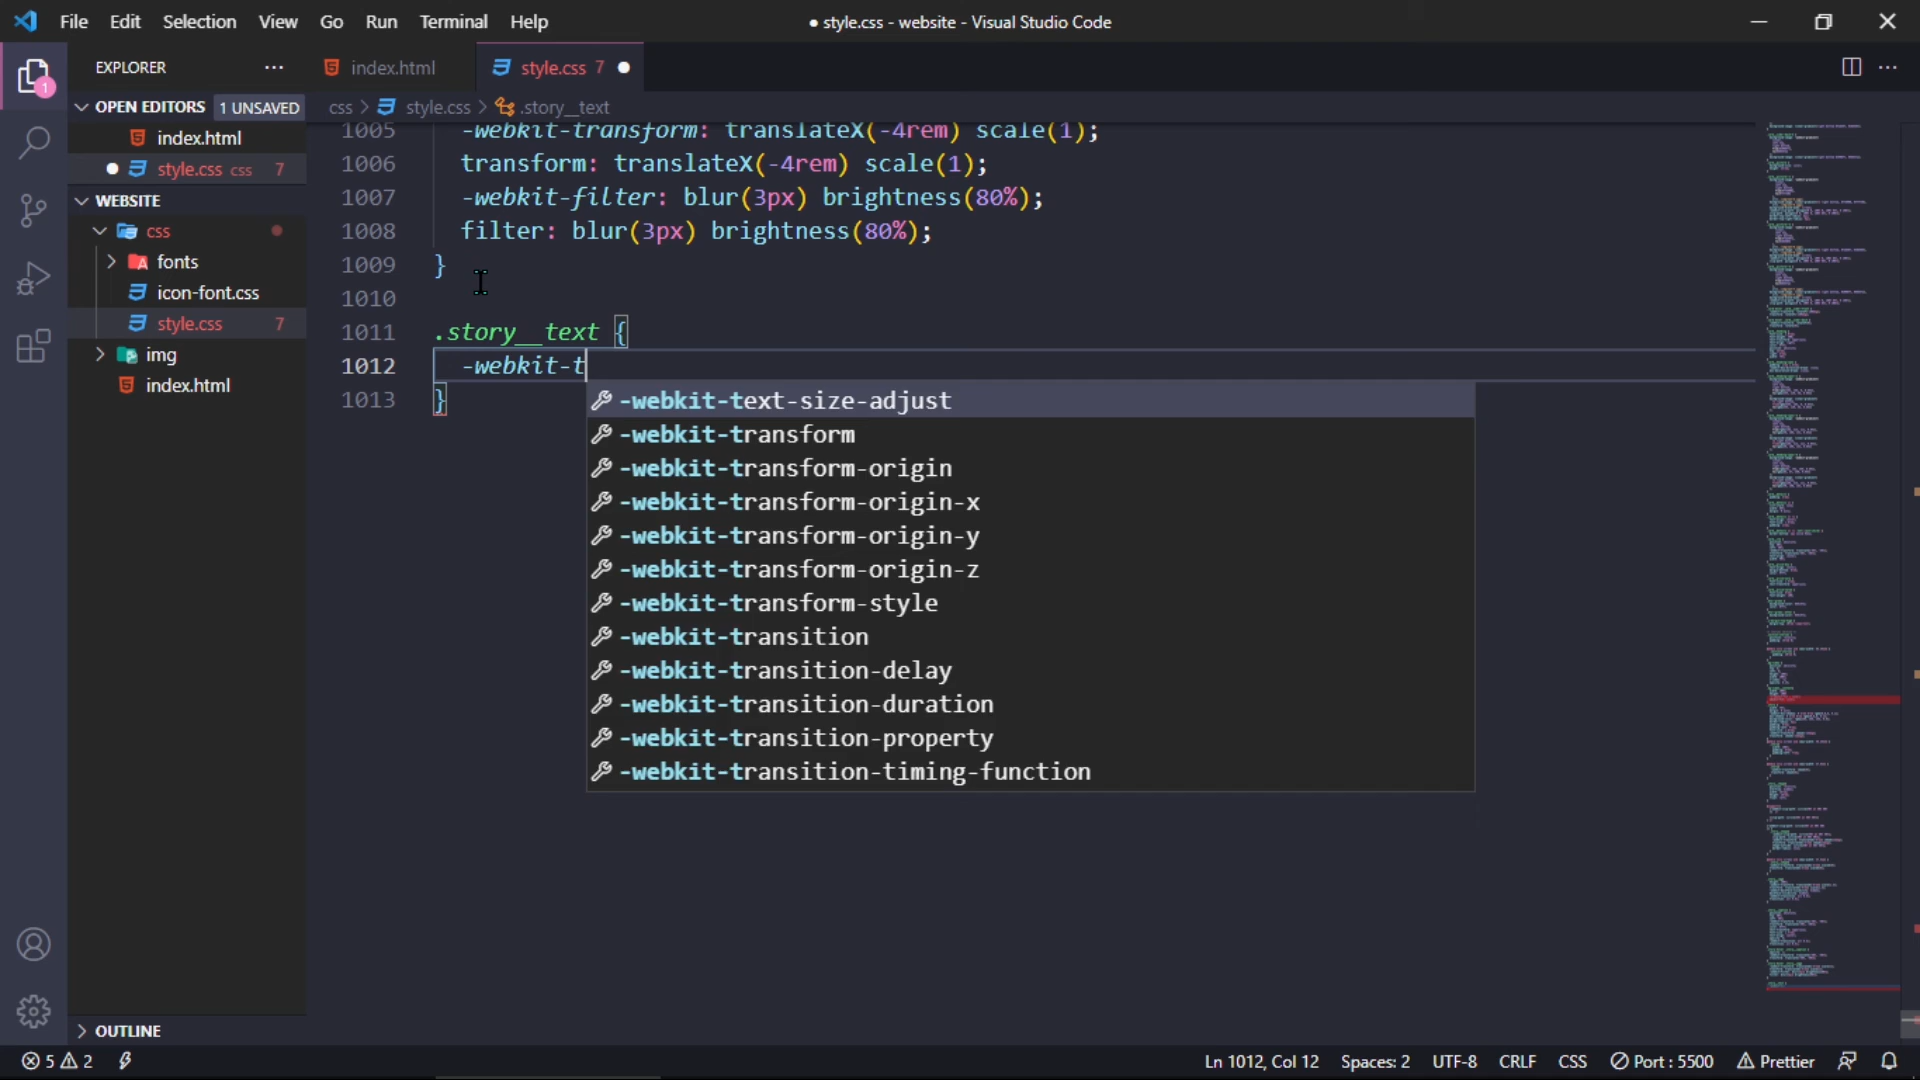 File Edit Selection View Go Run Terminal Help
● style.css - website - Visual Studio Code
EXPLORER
index.html
style.css 7
OPEN EDITORS 1 UNSAVED
index.html
style.css css 7
WEBSITE
css
fonts
icon-font.css
style.css 7
img
index.html
OUTLINE
css > style.css > .story__text
1005 -webkit-transform: translateX(-4rem) scale(1);
1006 transform: translateX(-4rem) scale(1);
1007 -webkit-filter: blur(3px) brightness(80%);
1008 filter: blur(3px) brightness(80%);
1009 }
1010
1011 .story__text {
1012 -webkit-t
1013 }
-webkit-text-size-adjust
-webkit-transform
-webkit-transform-origin
-webkit-transform-origin-x
-webkit-transform-origin-y
-webkit-transform-origin-z
-webkit-transform-style
-webkit-transition
-webkit-transition-delay
-webkit-transition-duration
-webkit-transition-property
-webkit-transition-timing-function
1
5 2
Ln 1012, Col 12 Spaces: 2 UTF-8 CRLF CSS Port : 5500 Prettier